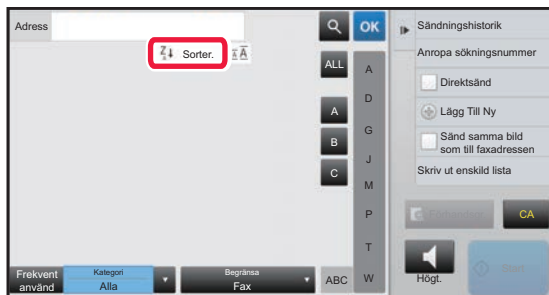 Adress
OK
Sändningshistorik
Sorter.
Anropa sökningsnummer
ALL
A
Direktsänd
D
A
Lägg Till Ny
G
B
Sänd samma bild
som till faxadressen
J
C
Skriv ut enskild lista
M
P
CA
T
Frekvent
använd
Kategori
Alla
Begränsa
Fax
ABC
W
Högt.
Start